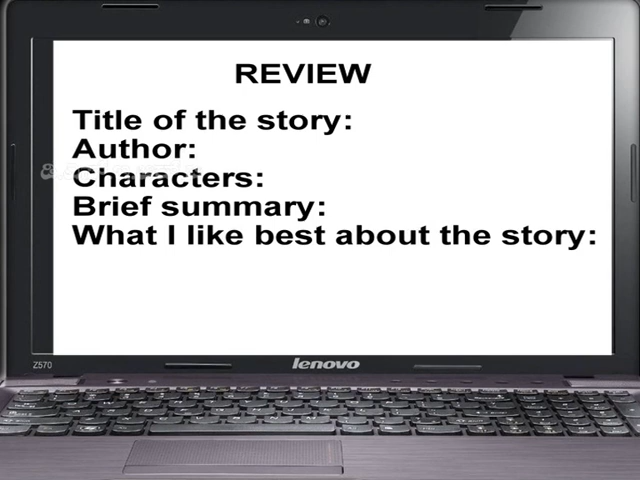 REVIEW
Title of the story:
Author:
Characters:
Brief summary:
What I like best about the story:
Z570
lenovo